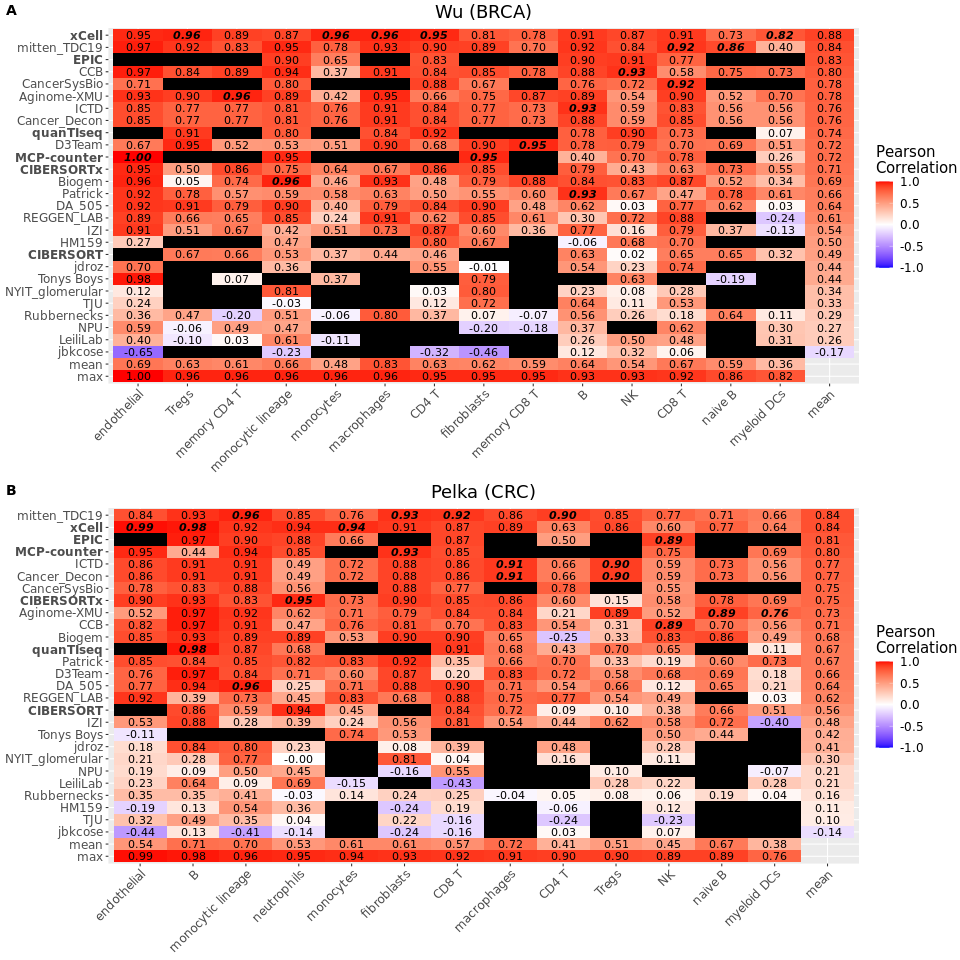 A
Wu (BRCA)
xCell 0.95 0.96 0.89 0.87 0.96 0.96 0.95 0.81 0.78 0.91 0.87 0.91 0.73 0.82 0.88
mitten_TDC19 0.97 0.92 0.83 0.95 0.78 0.93 0.90 0.89 0.70 0.92 0.84 0.92 0.86 0.40 0.84
EPIC 0.90 0.65 0.83 0.90 0.91 0.77 0.83
CCB 0.97 0.84 0.89 0.94 0.37 0.91 0.84 0.85 0.78 0.88 0.93 0.58 0.75 0.73 0.80
CancerSysBio 0.71 0.80 0.88 0.67 0.76 0.72 0.92 0.78
Aginome-XMU 0.93 0.90 0.96 0.89 0.42 0.95 0.66 0.75 0.87 0.89 0.54 0.90 0.52 0.70 0.78
ICTD 0.85 0.77 0.77 0.81 0.76 0.91 0.84 0.77 0.73 0.93 0.59 0.83 0.56 0.56 0.76
Cancer_Decon 0.85 0.77 0.77 0.81 0.76 0.91 0.84 0.77 0.73 0.88 0.59 0.85 0.56 0.56 0.76
quanTIseq 0.91 0.80 0.84 0.92 0.78 0.90 0.73 0.07 0.74
D3Team 0.67 0.95 0.52 0.53 0.51 0.90 0.68 0.90 0.95 0.78 0.79 0.70 0.69 0.51 0.72
MCP-counter 1.00 0.95 0.95 0.40 0.70 0.78 0.26 0.72
CIBERSORTx 0.95 0.50 0.86 0.75 0.64 0.67 0.86 0.85 0.79 0.43 0.63 0.73 0.55 0.71
Biogem 0.96 0.05 0.74 0.96 0.46 0.93 0.48 0.79 0.88 0.84 0.83 0.87 0.52 0.34 0.69
Patrick 0.92 0.78 0.57 0.59 0.58 0.63 0.50 0.55 0.60 0.93 0.67 0.47 0.78 0.61 0.66
DA_505 0.92 0.91 0.79 0.90 0.40 0.79 0.84 0.90 0.48 0.62 0.03 0.77 0.64 0.03 0.64
REGGEN_LAB 0.89 0.66 0.65 0.85 0.24 0.91 0.62 0.85 0.61 0.30 0.72 0.88 -0.24 0.61
IZI 0.91 0.51 0.67 0.42 0.51 0.73 0.87 0.60 0.36 0.77 0.16 0.79 0.37 -0.13 0.54
HM159 0.27 0.47 0.80 0.67 -0.06 0.68 0.70 0.50
CIBERSORT 0.67 0.66 0.53 0.37 0.44 0.46 0.63 0.02 0.65 0.65 0.32 0.49
jdroz 0.70 0.36 0.55 -0.01 0.54 0.23 0.74 0.44
Tonys Boys 0.98 0.07 0.37 0.79 0.63 -0.19 0.44
NYIT_glomerular 0.12 0.81 0.03 0.80 0.23 0.08 0.28 0.34
TJU 0.24 -0.03 0.12 0.72 0.64 0.11 0.53 0.33
Rubbernecks 0.36 0.47 -0.20 0.51 -0.06 0.80 0.37 0.07 -0.07 0.56 0.26 0.18 0.64 0.11 0.29
NPU 0.59 -0.06 0.49 0.47 -0.20 -0.18 0.37 0.62 0.30 0.27
LeiliLab 0.40 -0.10 0.03 0.61 -0.11 0.26 0.50 0.48 0.31 0.26
jbkcose -0.65 -0.23 -0.32 -0.46 0.12 0.32 0.06 -0.17
mean 0.69 0.63 0.61 0.66 0.48 0.83 0.63 0.62 0.59 0.64 0.54 0.67 0.59 0.36
max 1.00 0.96 0.96 0.96 0.96 0.96 0.95 0.95 0.95 0.93 0.93 0.92 0.86 0.82
endothelial Tregs memory CD4 T monocytic lineage monocytes macrophages CD4 T fibroblasts memory CD8 T B NK CD8 T naive B myeloid DCs mean
Pearson
Correlation
1.0
0.5
0.0
-0.5
-1.0
B
Pelka (CRC)
mitten_TDC19 0.84 0.93 0.96 0.85 0.76 0.93 0.92 0.86 0.90 0.85 0.77 0.71 0.66 0.84
xCell 0.99 0.98 0.92 0.94 0.94 0.91 0.87 0.89 0.63 0.86 0.60 0.77 0.64 0.84
EPIC 0.97 0.90 0.88 0.66 0.87 0.50 0.89 0.81
MCP-counter 0.95 0.44 0.94 0.85 0.93 0.85 0.75 0.69 0.80
ICTD 0.86 0.91 0.91 0.49 0.72 0.88 0.86 0.91 0.66 0.90 0.59 0.73 0.56 0.77
Cancer_Decon 0.86 0.91 0.91 0.49 0.72 0.88 0.86 0.91 0.66 0.90 0.59 0.73 0.56 0.77
CancerSysBio 0.78 0.83 0.88 0.56 0.88 0.77 0.78 0.55 0.75
CIBERSORTx 0.90 0.93 0.83 0.95 0.73 0.90 0.85 0.86 0.60 0.15 0.58 0.78 0.69 0.75
Aginome-XMU 0.52 0.97 0.92 0.62 0.71 0.79 0.84 0.84 0.21 0.89 0.52 0.89 0.76 0.73
CCB 0.82 0.97 0.91 0.47 0.76 0.81 0.70 0.83 0.54 0.31 0.89 0.70 0.56 0.71
Biogem 0.85 0.93 0.89 0.89 0.53 0.90 0.90 0.65 -0.25 0.33 0.83 0.86 0.49 0.68
quanTIseq 0.98 0.87 0.68 0.91 0.68 0.43 0.70 0.65 0.11 0.67
Patrick 0.85 0.84 0.85 0.82 0.83 0.92 0.35 0.66 0.70 0.33 0.19 0.60 0.73 0.67
D3Team 0.76 0.97 0.84 0.71 0.60 0.87 0.20 0.83 0.72 0.58 0.68 0.69 0.18 0.66
DA_505 0.77 0.94 0.96 0.25 0.71 0.88 0.90 0.71 0.54 0.66 0.12 0.65 0.21 0.64
REGGEN_LAB 0.92 0.39 0.73 0.45 0.83 0.68 0.88 0.75 0.77 0.54 0.49 0.03 0.62
CIBERSORT 0.86 0.59 0.94 0.45 0.84 0.72 0.09 0.10 0.38 0.66 0.51 0.56
IZI 0.53 0.88 0.28 0.39 0.24 0.56 0.81 0.54 0.44 0.62 0.58 0.72 -0.40 0.48
Tonys Boys -0.11 0.74 0.53 0.50 0.44 0.42
jdroz 0.18 0.84 0.80 0.23 0.08 0.39 0.48 0.28 0.41
NYIT_glomerular 0.21 0.28 0.77 -0.00 0.81 0.04 0.16 0.11 0.30
NPU 0.19 0.09 0.50 0.45 -0.16 0.55 0.10 -0.07 0.21
LeiliLab 0.23 0.64 0.09 0.69 -0.15 -0.43 0.28 0.22 0.28 0.21
Rubbernecks 0.35 0.35 0.41 -0.03 0.14 0.24 0.25 -0.04 0.05 0.08 0.06 0.19 0.04 0.16
HM159 -0.19 0.13 0.54 0.36 -0.24 0.19 -0.06 0.12 0.11
TJU 0.32 0.49 0.35 0.04 0.22 -0.16 -0.24 -0.23 0.10
jbkcose -0.44 0.13 -0.41 -0.14 -0.24 -0.16 0.03 0.07 -0.14
mean 0.54 0.71 0.70 0.53 0.61 0.61 0.57 0.72 0.41 0.51 0.45 0.67 0.38
max 0.99 0.98 0.96 0.95 0.94 0.93 0.92 0.91 0.90 0.90 0.89 0.89 0.76
endothelial B monocytic lineage neutrophils monocytes fibroblasts CD8 T macrophages CD4 T Tregs NK naive B myeloid DCs mean
Pearson
Correlation
1.0
0.5
0.0
-0.5
-1.0